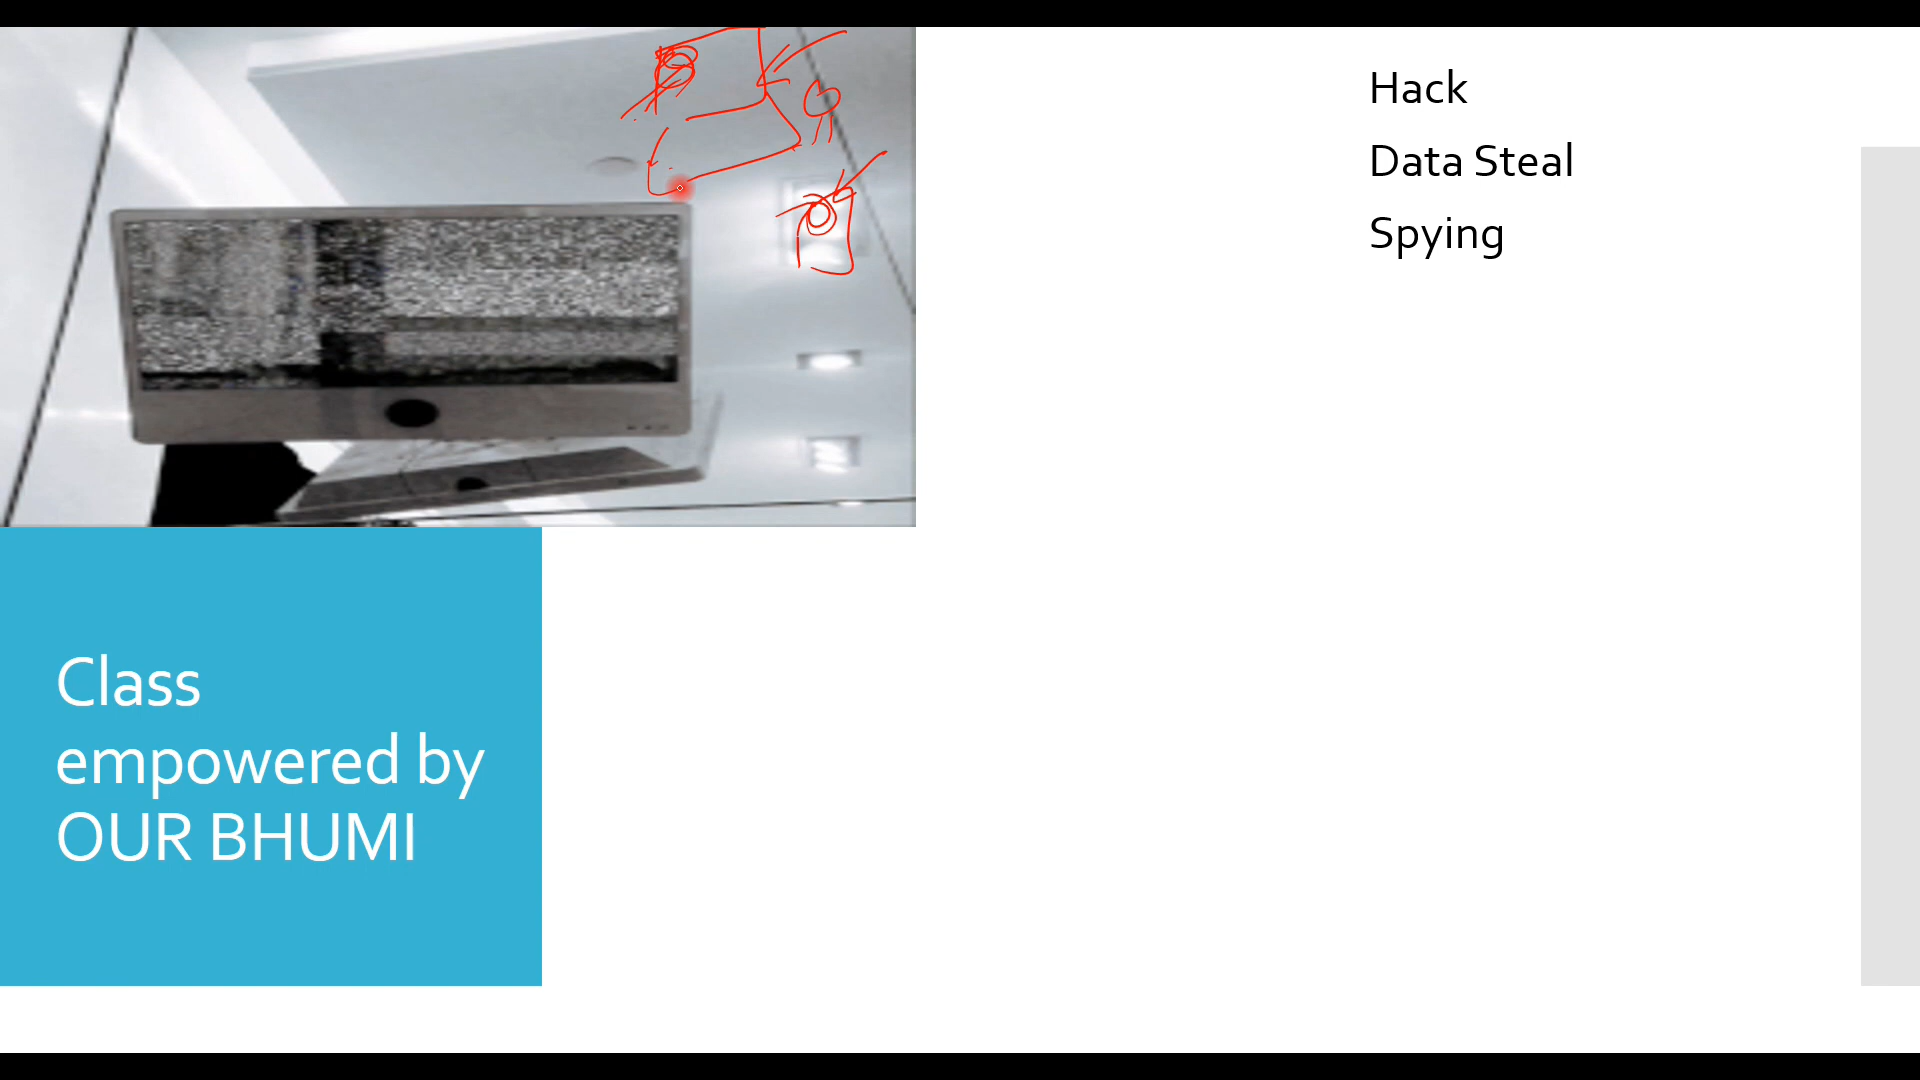 Hack
Data Steal
Spying
Class
empowered by
OUR BHUMI